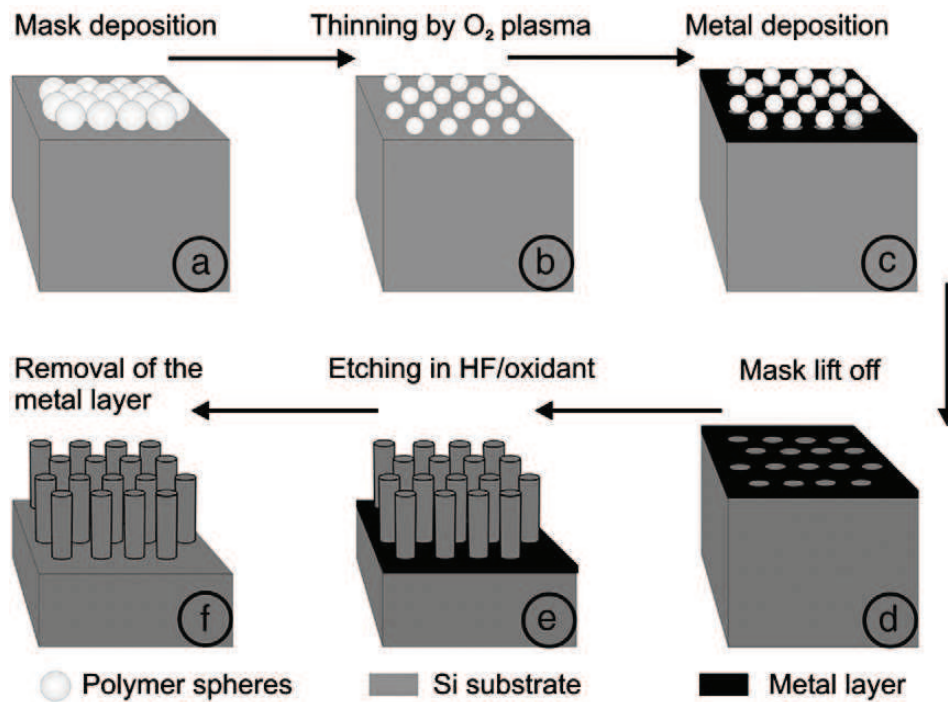 Mask deposition
Thinning by O₂ plasma
Metal deposition
a
b
c
Removal of the
metal layer
Etching in HF/oxidant
Mask lift off
f
e
d
Polymer spheres
Si substrate
Metal layer